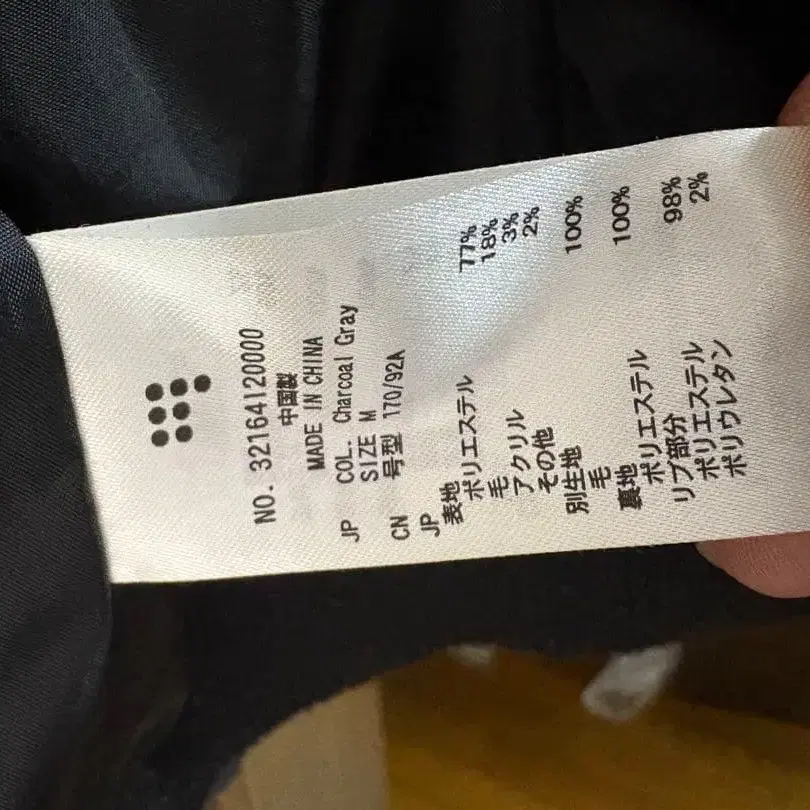 NO. 32164120000
中国製
MADE IN CHINA
JP COL. Charcoal Gray
SIZE M
CN 号型 170/92A
JP
表地
ポリエステル 77%
毛 18%
アクリル 3%
その他 2%
別生地
毛 100%
裏地
ポリエステル 100%
リブ部分
ポリエステル 98%
ポリウレタン 2%